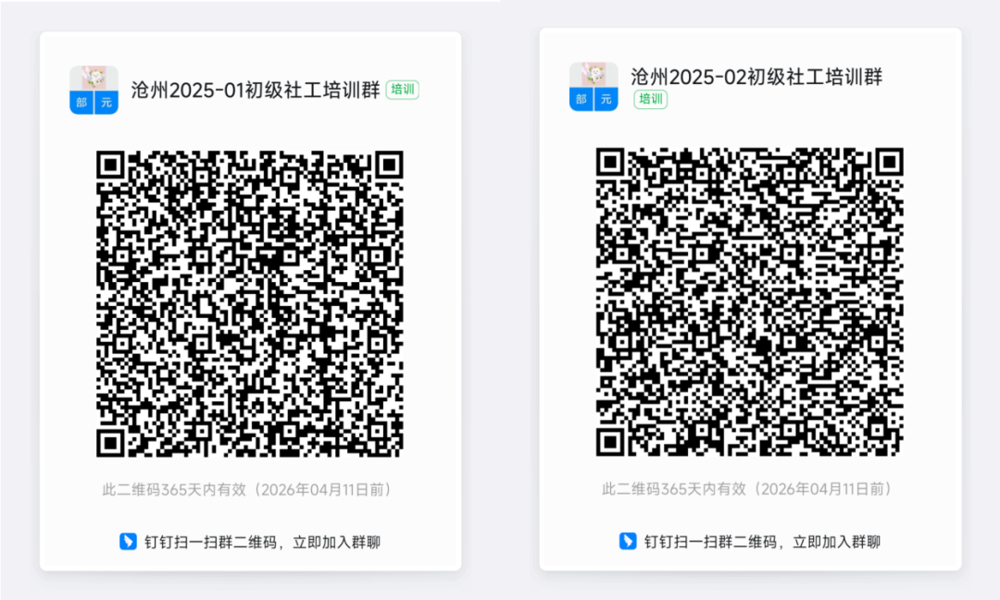 沧州2025-01初级社工培训群 培训
部 元
此二维码365天内有效（2026年04月11日前）
钉钉扫一扫群二维码，立即加入群聊
沧州2025-02初级社工培训群
培训
部 元
此二维码365天内有效（2026年04月11日前）
钉钉扫一扫群二维码，立即加入群聊